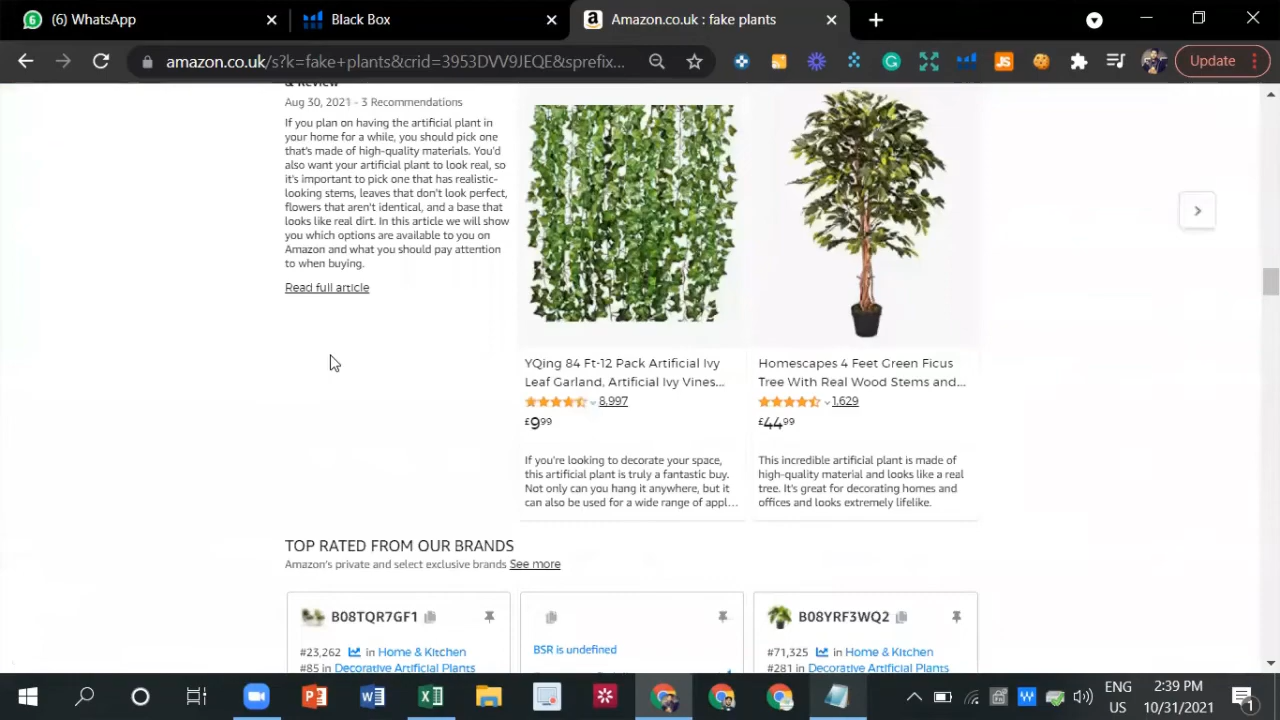 (6) WhatsApp
Black Box
Amazon.co.uk : fake plants
amazon.co.uk/s?k=fake+plants&crid=3953DVV9JEQE&sprefix...
Update
& Review
Aug 30, 2021 - 3 Recommendations
If you plan on having the artificial plant in
your home for a while, you should pick one
that's made of high-quality materials. You'd
also want your artificial plant to look real, so
it's important to pick one that has realistic-
looking stems, leaves that don't look perfect,
flowers that aren't identical, and a base that
looks like real dirt. In this article we will show
you which options are available to you on
Amazon and what you should pay attention
to when buying.
Read full article
YQing 84 Ft-12 Pack Artificial Ivy
Leaf Garland, Artificial Ivy Vines...
8,997
£9⁹⁹
If you're looking to decorate your space,
this artificial plant is truly a fantastic buy.
Not only can you hang it anywhere, but it
can also be used for a wide range of appl...
Homescapes 4 Feet Green Ficus
Tree With Real Wood Stems and...
1,629
£44⁹⁹
This incredible artificial plant is made of
high-quality material and looks like a real
tree. It's great for decorating homes and
offices and looks extremely lifelike.
TOP RATED FROM OUR BRANDS
Amazon's private and select exclusive brands See more
B08TQR7GF1
#23,262 in Home & Kitchen
#85 in Decorative Artificial Plants
BSR is undefined
B08YRF3WQ2
#71,325 in Home & Kitchen
#281 in Decorative Artificial Plants
ENG
US
2:39 PM
10/31/2021
1